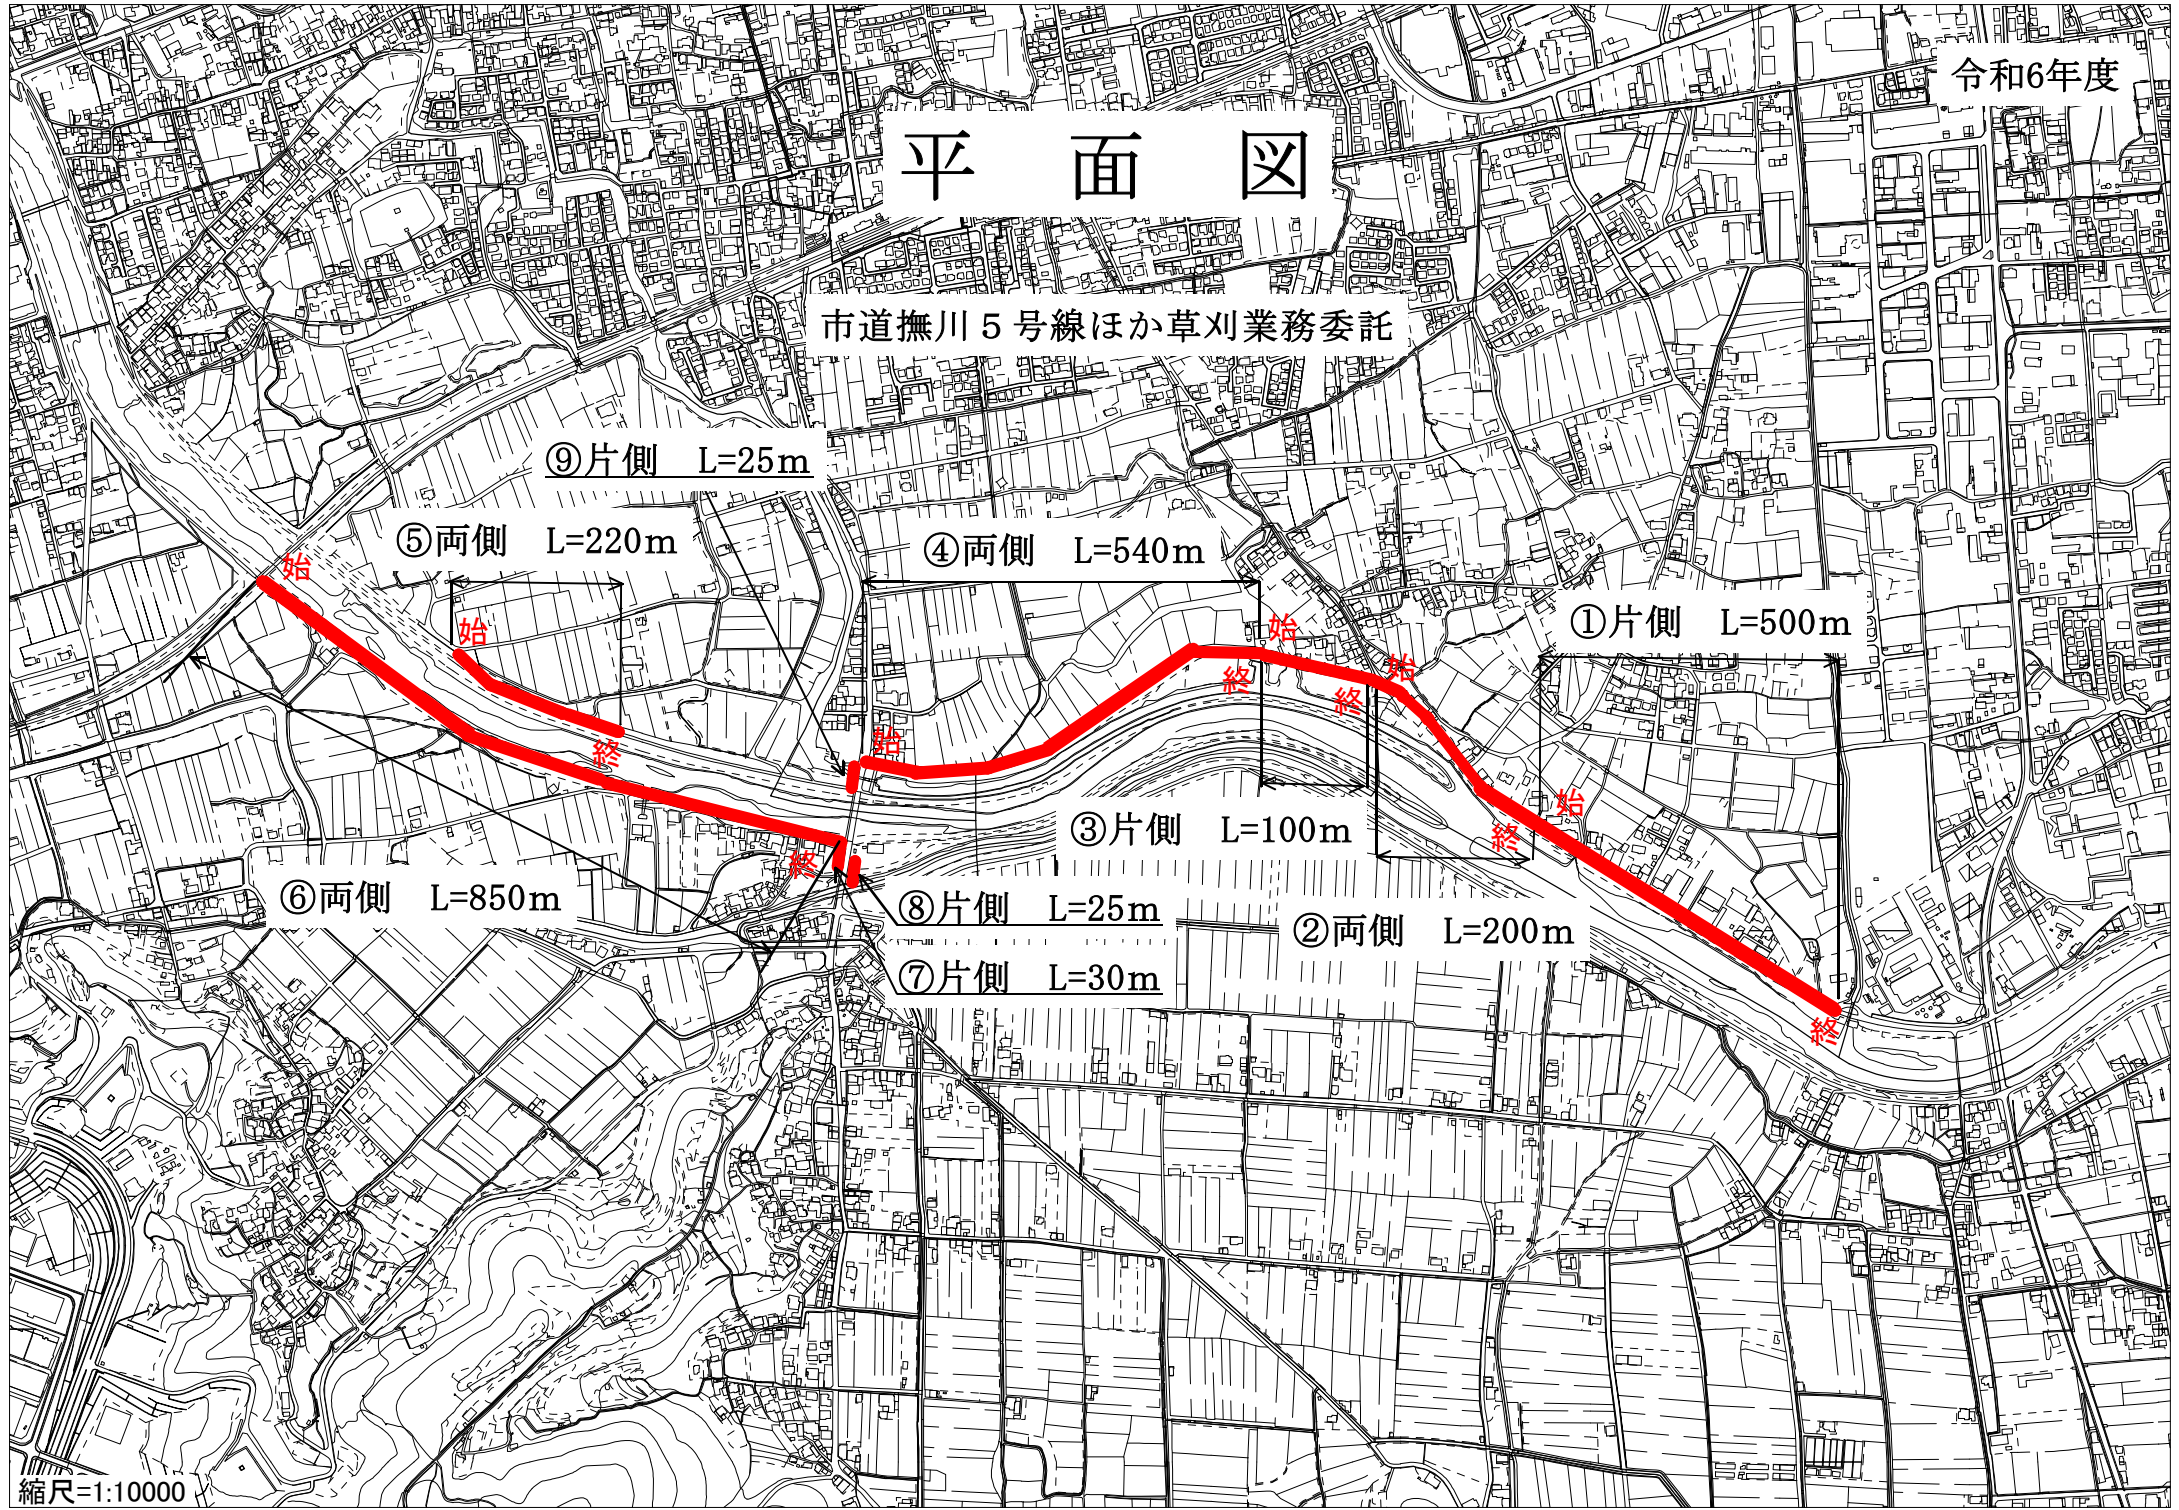 令和6年度
平　面　図
市道撫川５号線ほか草刈業務委託
⑨片側　L=25m
⑤両側　L=220m
④両側　L=540m
①片側　L=500m
始
始
始
始
終
終
終
始
始
終
終
③片側　L=100m
⑥両側　L=850m
⑧片側　L=25m
②両側　L=200m
⑦片側　L=30m
終
縮尺=1:10000